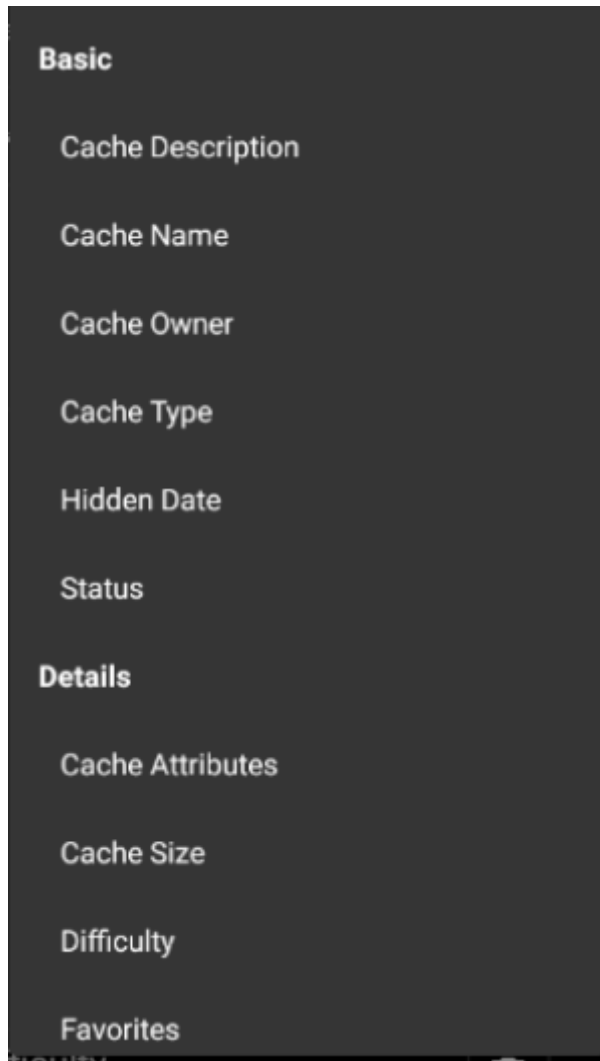 Basic
Cache Description
Cache Name
Cache Owner
Cache Type
Hidden Date
Status
Details
Cache Attributes
Cache Size
Difficulty
Favorites